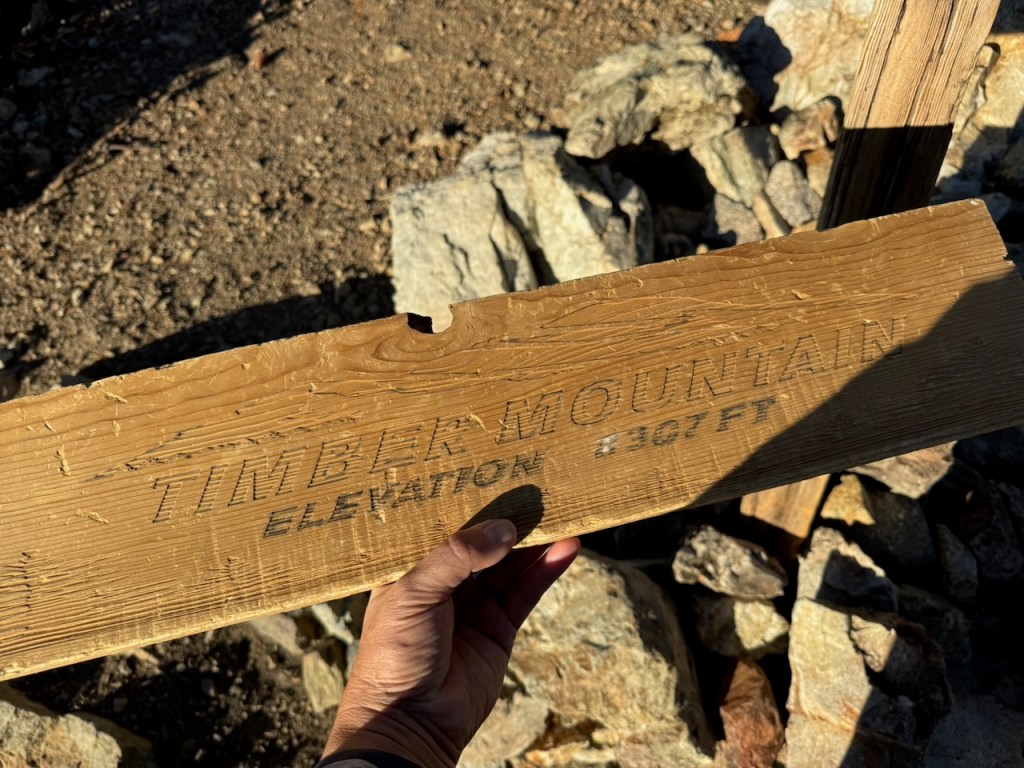 TIMBER MOUNTAIN
ELEVATION 8307 FT